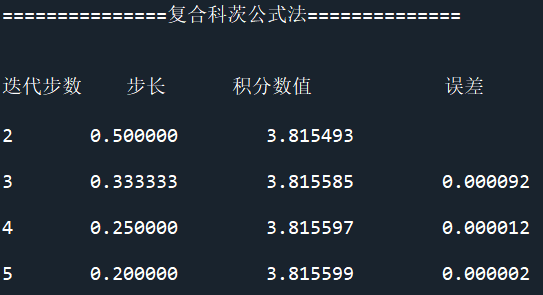 ===============复合科茨公式法==============
迭代步数 步长 积分数值 误差
2 0.500000 3.815493
3 0.333333 3.815585 0.000092
4 0.250000 3.815597 0.000012
5 0.200000 3.815599 0.000002